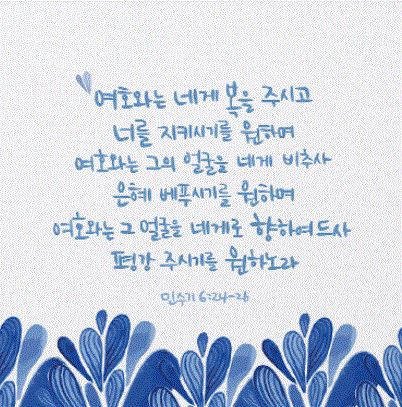 여호와는 네게 복을 주시고
너를 지키시기를 원하며
여호와는 그의 얼굴을 네게 비추사
은혜 베푸시기를 원하며
여호와는 그 얼굴을 네게로 향하여 드사
평강 주시기를 원하노라
민수기 6:24-26